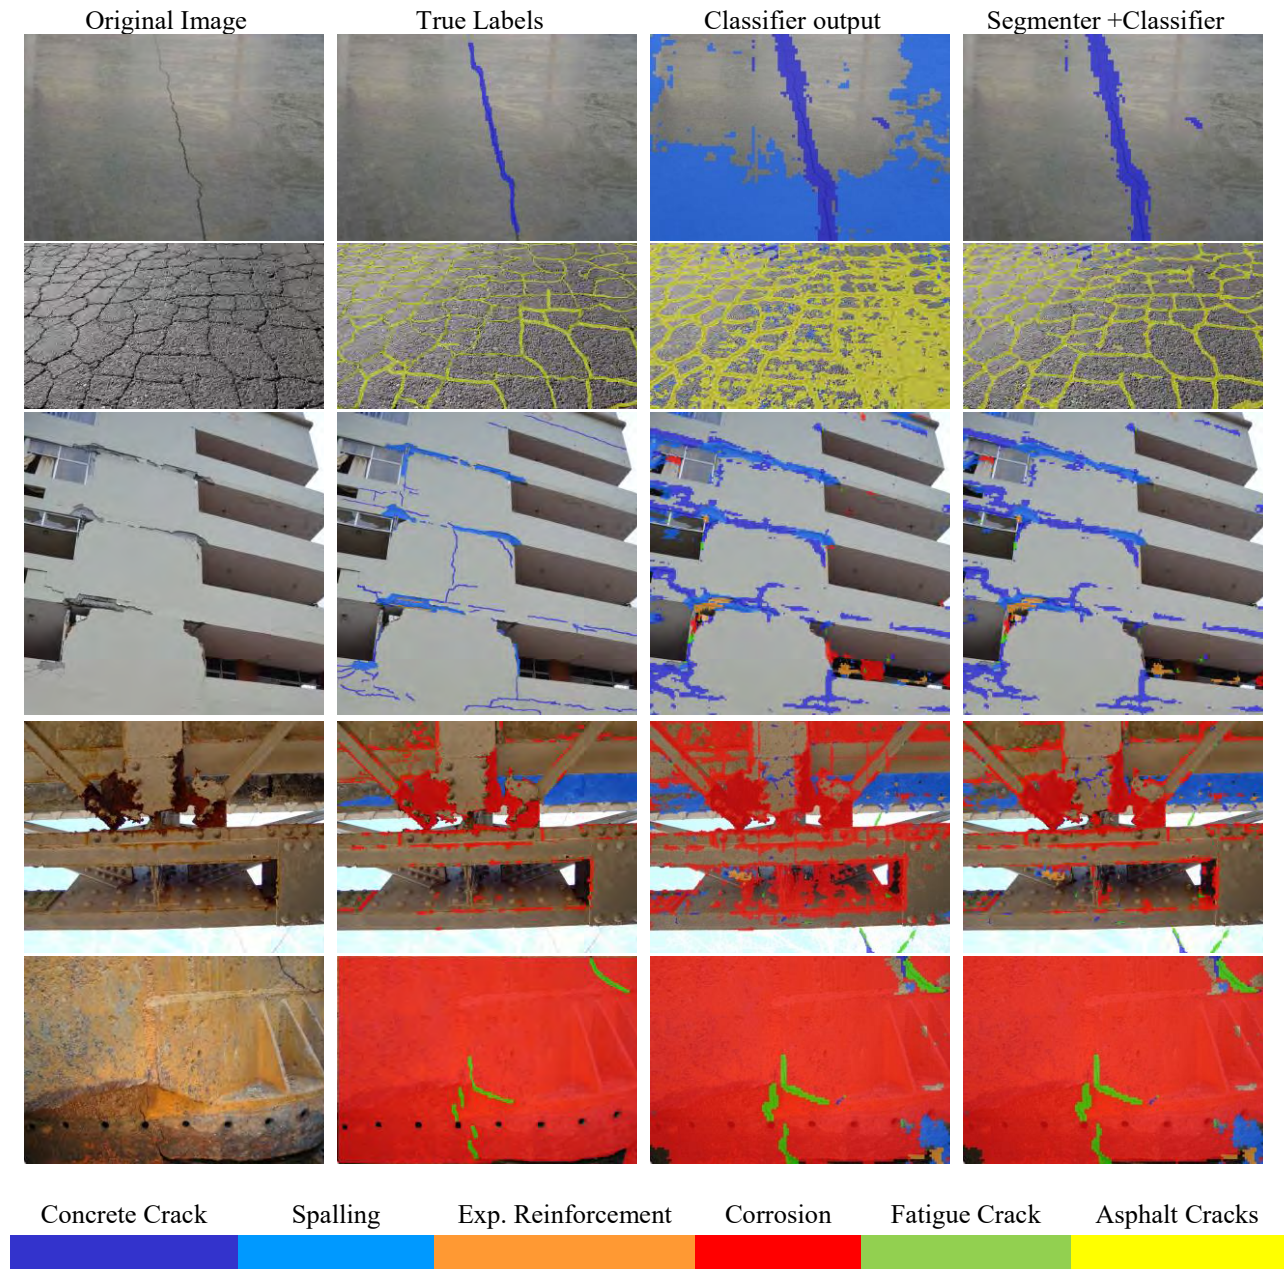 Original Image True Labels Classifier output Segmenter +Classifier
Concrete Crack Spalling Exp. Reinforcement Corrosion Fatigue Crack Asphalt Cracks